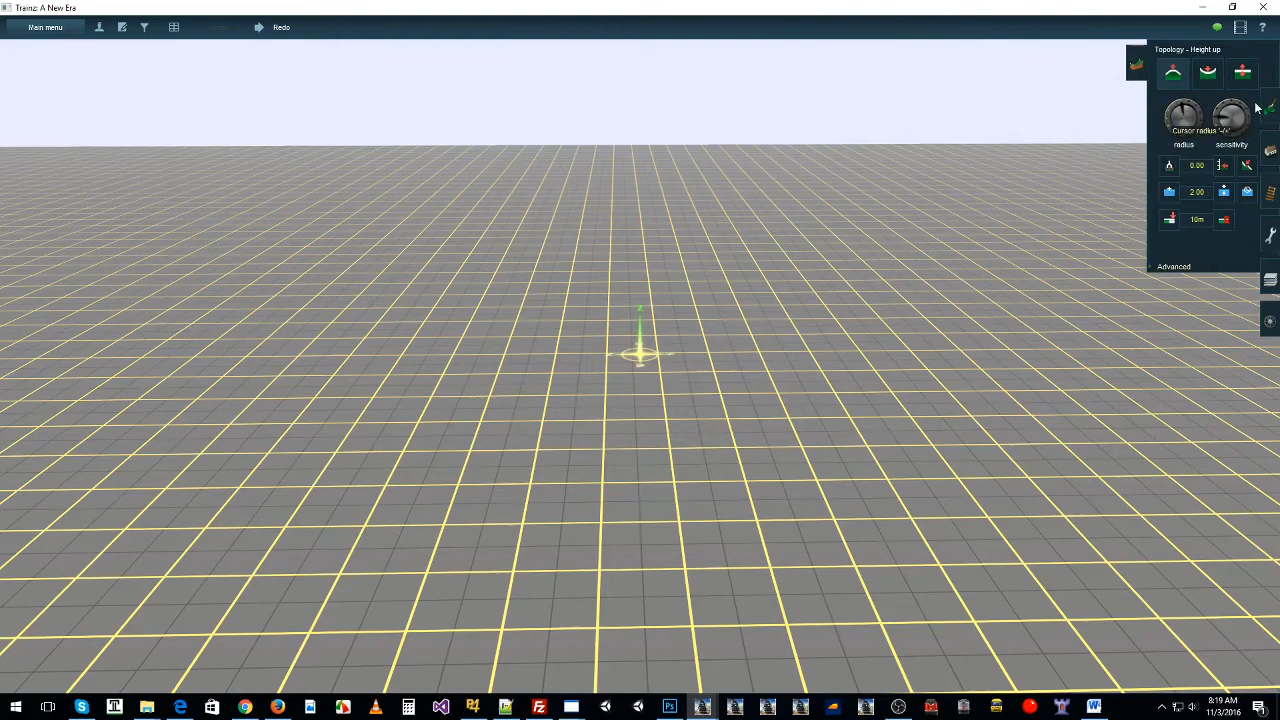 Trainz: A New Era
Main menu
Redo
Topology - Height up
Cursor radius '-/+'
radius
sensitivity
0.00
2.00
10m
Advanced
Z
8:19 AM
11/3/2016